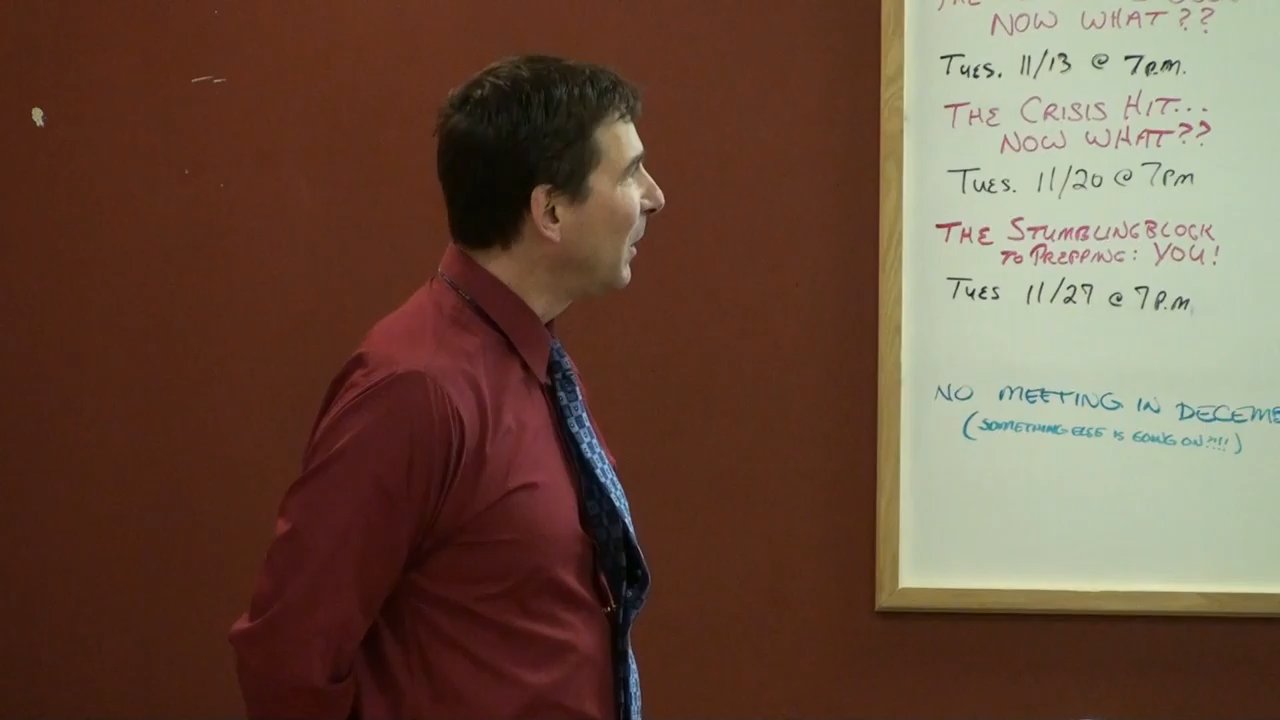 THE
NOW WHAT??
TUES. 11/13 @ 7P.M.
THE CRISIS HIT...
NOW WHAT??
TUES. 11/20 @ 7PM
THE STUMBLINGBLOCK
TO PREPPING: YOU!
TUES 11/27 @ 7P.M.
NO MEETING IN DECEME
(SOMETHING ELSE IS GOING ON?!!!)